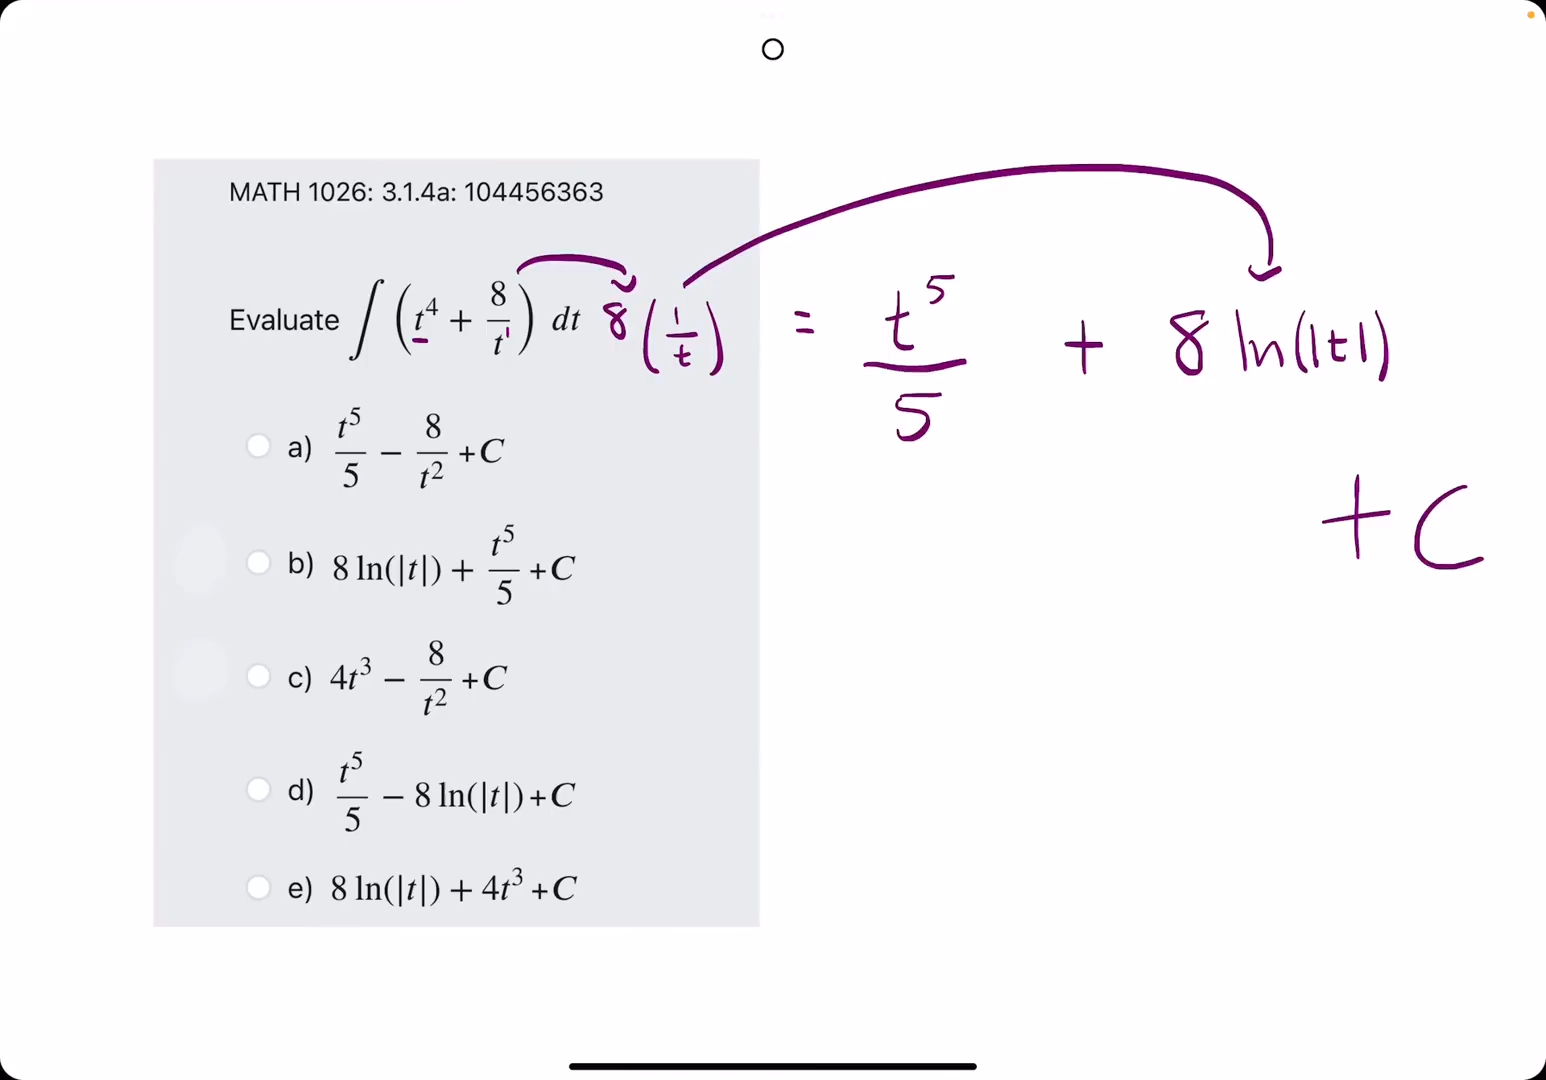 MATH 1026: 3.1.4a: 104456363
Evaluate ∫ (t⁴ + 8/t¹) dt 8(1/t) = t⁵/5 + 8 ln(|t|)
+ C
a) t⁵/5 − 8/t² +C
b) 8 ln(|t|) + t⁵/5 +C
c) 4t³ − 8/t² +C
d) t⁵/5 − 8 ln(|t|)+C
e) 8 ln(|t|) + 4t³ +C